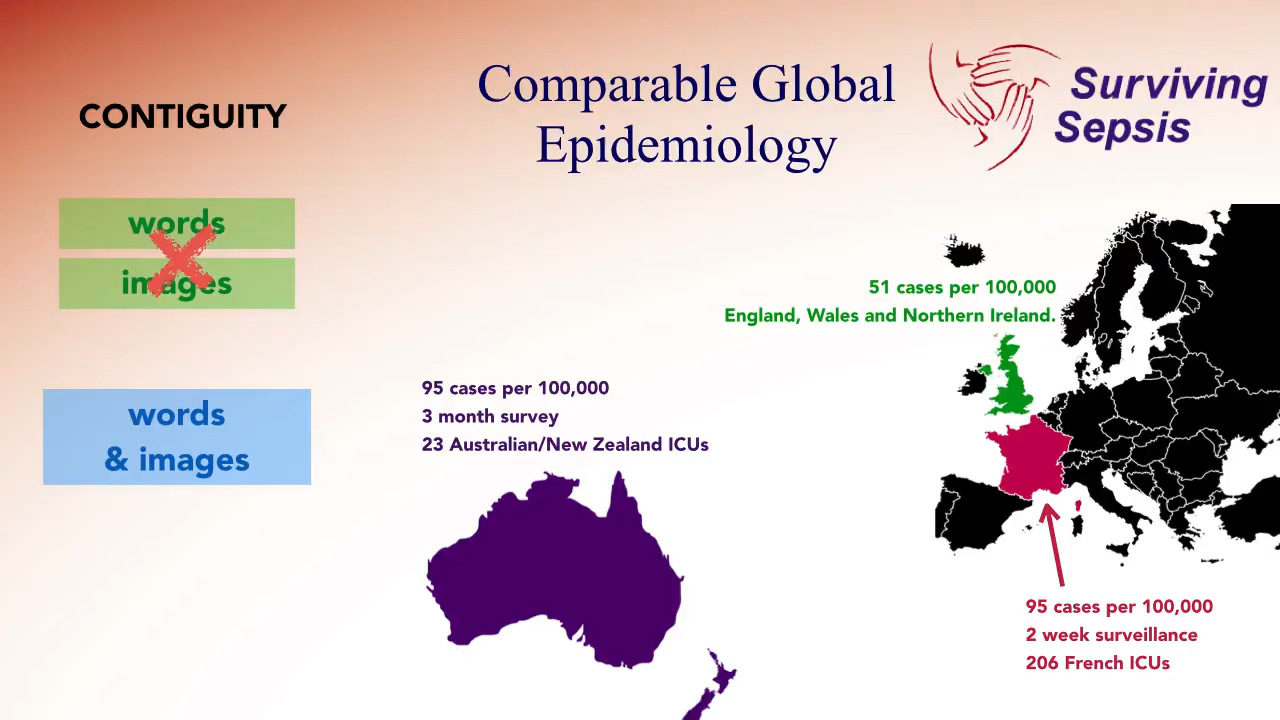 CONTIGUITY
words
images
words
& images
Comparable Global
Epidemiology
Surviving
Sepsis
51 cases per 100,000
England, Wales and Northern Ireland.
95 cases per 100,000
3 month survey
23 Australian/New Zealand ICUs
95 cases per 100,000
2 week surveillance
206 French ICUs